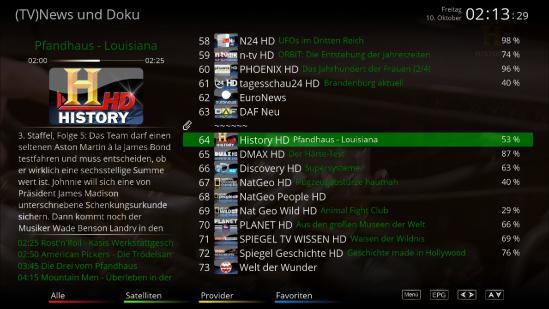 (TV)News und Doku
Freitag
10. Oktober
02:13:29
Pfandhaus - Louisiana
02:00 02:25
H
HD
HISTORY
3. Staffel, Folge 5: Das Team darf einen
seltenen Aston Martin à la James Bond
testfahren und muss entscheiden, ob
er wirklich eine sechsstellige Summe
wert ist. Johnnie will sich eine von
Präsident James Madison
unterschriebene Schenkungsurkunde
sichern. Dann kommt noch der
Musiker Wade Benson Landry in den
02:25 Rost'n'Roll - Kasis Werkstattgesch
02:50 American Pickers - Die Trödelsam
03:45 Die Drei vom Pfandhaus
04:15 Mountain Men - Überleben in der
58 N24 HD UFOs im Dritten Reich 98 %
59 n-tv HD ORBIT: Die Entstehung der Jahreszeiten 74 %
60 PHOENIX HD Das Jahrhundert der Frauen (2/4) 96 %
61 tagesschau24 HD Brandenburg aktuell 40 %
62 EuroNews
63 DAF Neu
~~~~~~
64 History HD Pfandhaus - Louisiana 53 %
65 DMAX HD Der Härte-Test 87 %
66 Discovery HD Supersysteme 63 %
67 NatGeo HD Flugzeugabstürze hautnah 40 %
68 NatGeo People HD
69 Nat Geo Wild HD Animal Fight Club 29 %
70 PLANET HD Aus den großen Museen der Welt 66 %
71 SPIEGEL TV WISSEN HD Waisen der Wildnis 69 %
72 Spiegel Geschichte HD Geschichte made in Hollywood 76 %
73 Welt der Wunder
Alle Satelliten Provider Favoriten Menü EPG